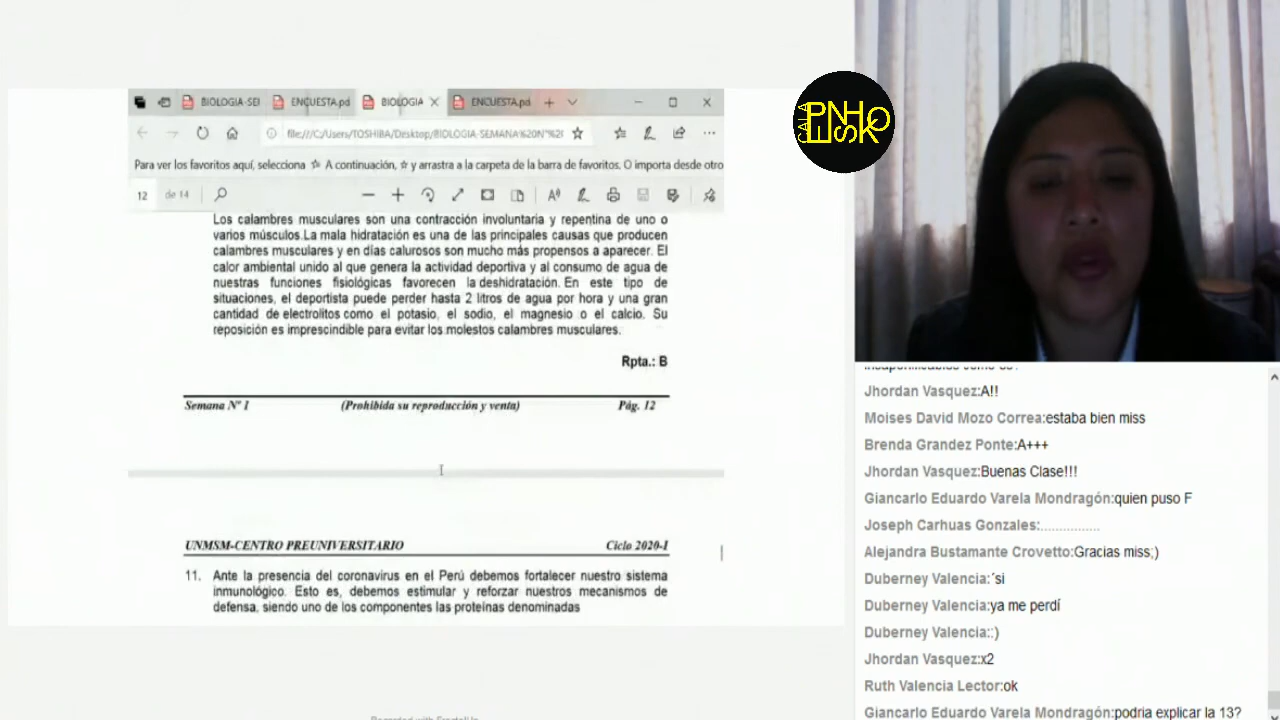 BIOLOGIA-SEI
ENCUESTA.pd
BIOLOGIA
ENCUESTA.pd
file:///C:/Users/TOSHIBA/Desktop/BIOLOGIA-SEMANA%20N°%20
Para ver los favoritos aquí, selecciona A continuación, y arrastra a la carpeta de la barra de favoritos. O importa desde otro
12 de 14
Los calambres musculares son una contracción involuntaria y repentina de uno o
varios músculos.La mala hidratación es una de las principales causas que producen
calambres musculares y en días calurosos son mucho más propensos a aparecer. El
calor ambiental unido al que genera la actividad deportiva y al consumo de agua de
nuestras funciones fisiológicas favorecen la deshidratación. En este tipo de
situaciones, el deportista puede perder hasta 2 litros de agua por hora y una gran
cantidad de electrolitos como el potasio, el sodio, el magnesio o el calcio. Su
reposición es imprescindible para evitar los molestos calambres musculares.
Rpta.: B
Semana Nº 1 (Prohibida su reproducción y venta) Pág. 12
UNMSM-CENTRO PREUNIVERSITARIO Ciclo 2020-I
11. Ante la presencia del coronavirus en el Perú debemos fortalecer nuestro sistema
inmunológico. Esto es, debemos estimular y reforzar nuestros mecanismos de
defensa, siendo uno de los componentes las proteínas denominadas
Jhordan Vasquez:A!!
Moises David Mozo Correa:estaba bien miss
Brenda Grandez Ponte:A+++
Jhordan Vasquez:Buenas Clase!!!
Giancarlo Eduardo Varela Mondragón:quien puso F
Joseph Carhuas Gonzales:...............
Alejandra Bustamante Crovetto:Gracias miss;)
Duberney Valencia:´si
Duberney Valencia:ya me perdí
Duberney Valencia::)
Jhordan Vasquez:x2
Ruth Valencia Lector:ok
Giancarlo Eduardo Varela Mondragón:podria explicar la 13?